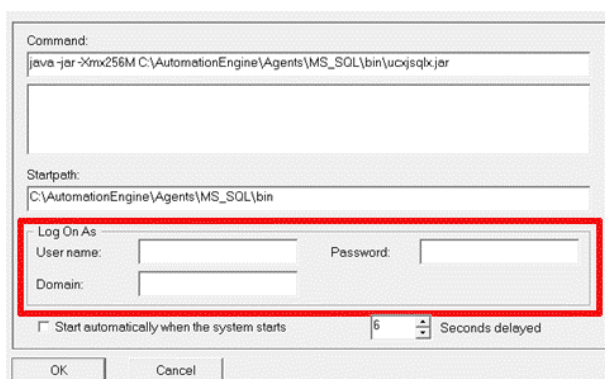 Command:
java -jar -Xmx256M C:\AutomationEngine\Agents\MS_SQL\bin\ucxjsqlx.jar
Startpath:
C:\AutomationEngine\Agents\MS_SQL\bin
Log On As
User name: Password:
Domain:
Start automatically when the system starts 6 Seconds delayed
OK Cancel